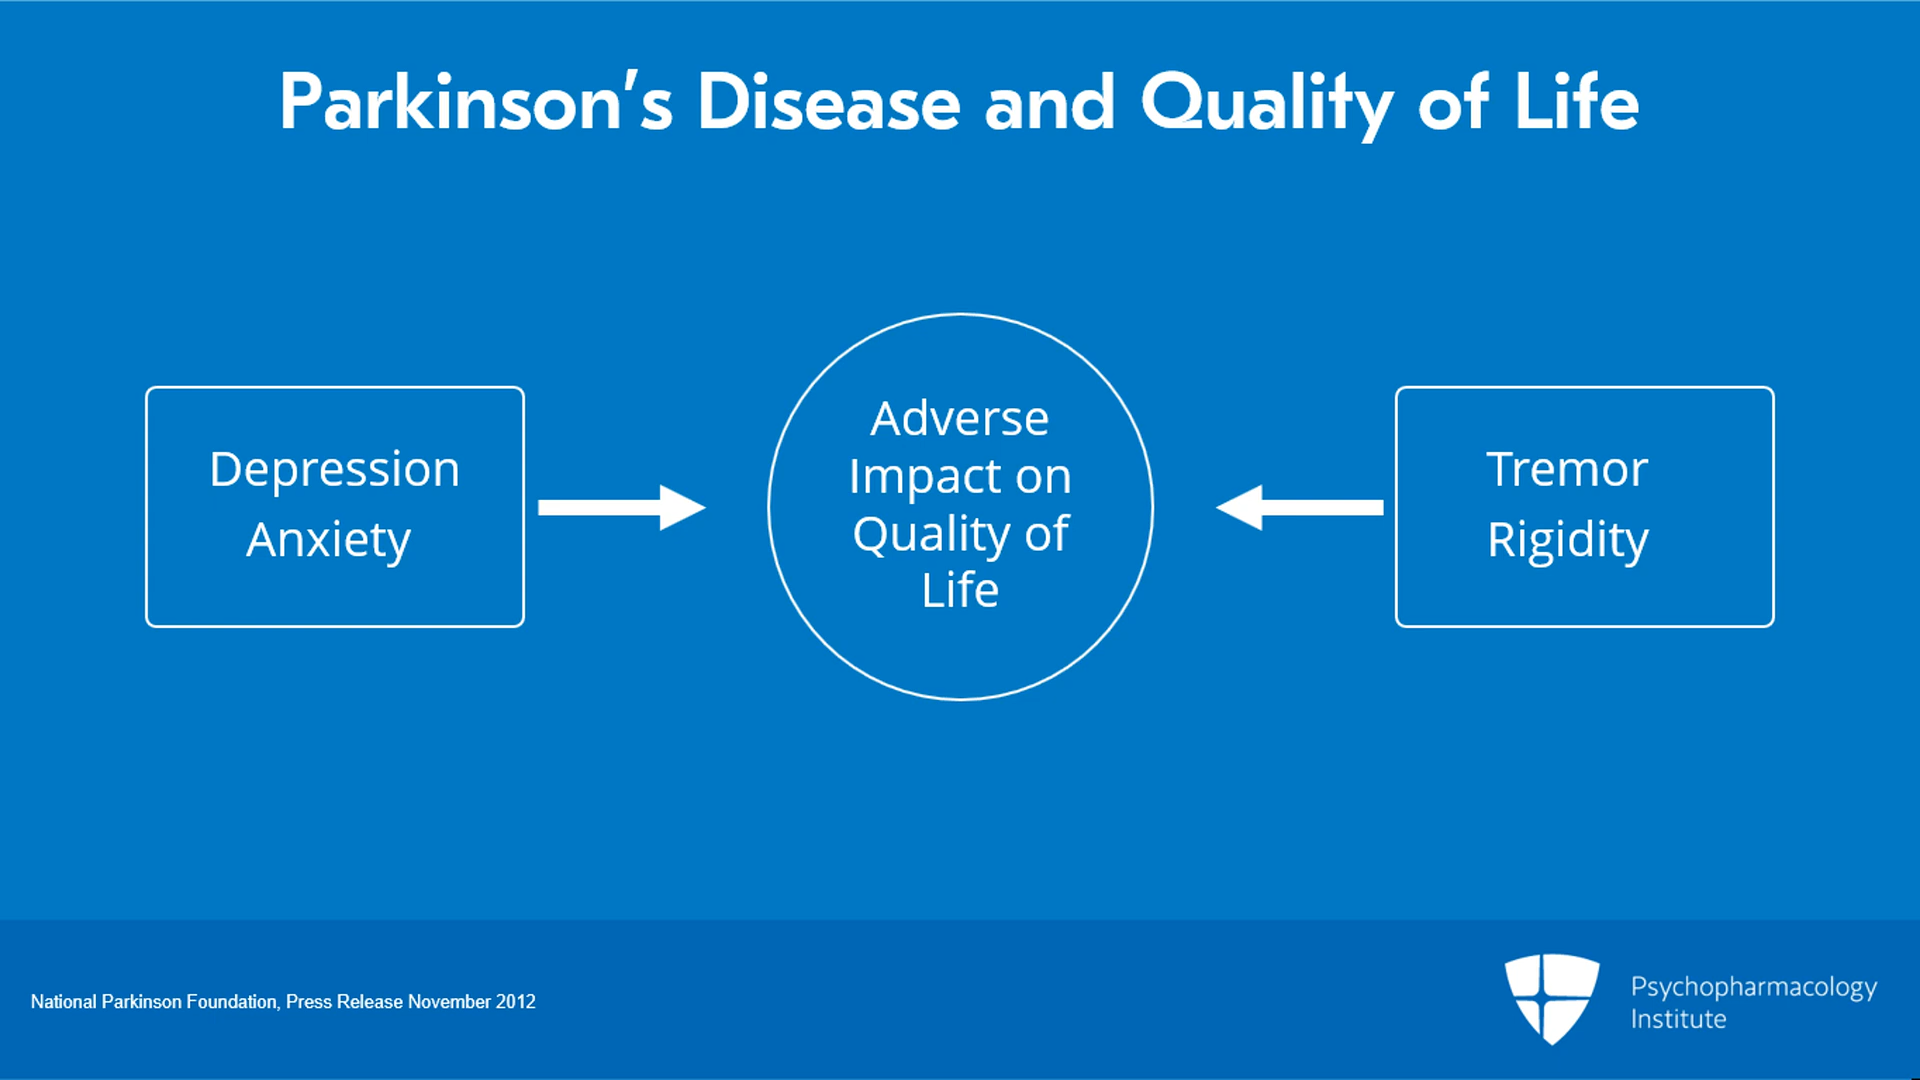 Parkinson's Disease and Quality of Life
Depression
Anxiety
Adverse
Impact on
Quality of
Life
Tremor
Rigidity
National Parkinson Foundation, Press Release November 2012
Psychopharmacology
Institute